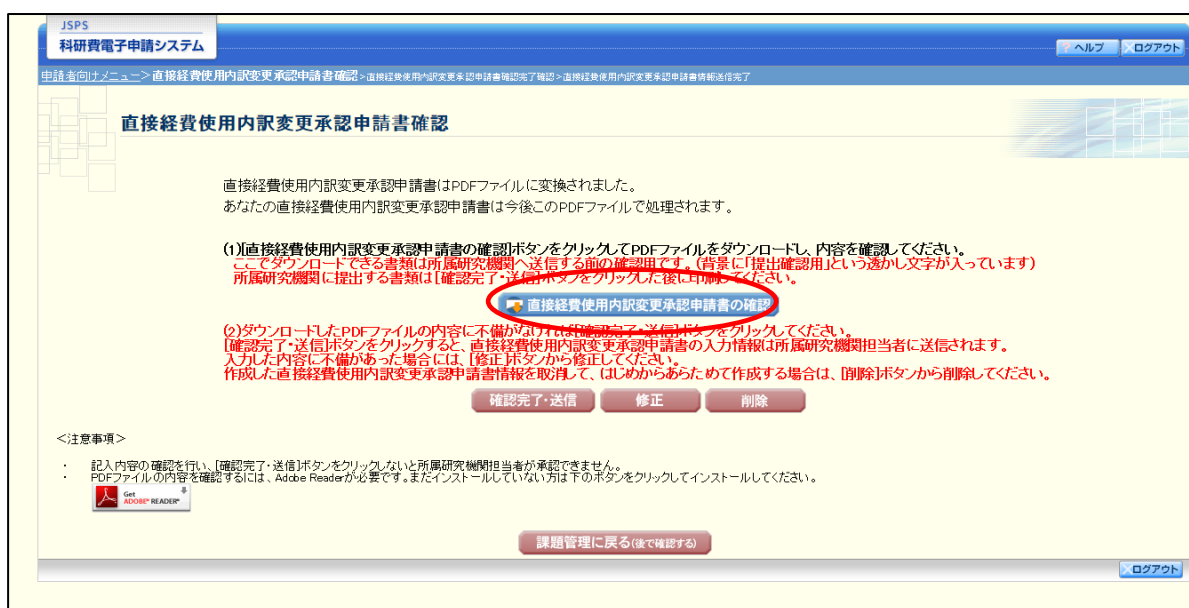 JSPS
科研費電子申請システム
ヘルプ
ログアウト
申請者向けメニュー>直接経費使用内訳変更承認申請書確認>直接経費使用内訳変更承認申請書確認完了確認>直接経費使用内訳変更承認申請書情報送信完了
直接経費使用内訳変更承認申請書確認
直接経費使用内訳変更承認申請書はPDFファイルに変換されました。
あなたの直接経費使用内訳変更承認申請書は今後このPDFファイルで処理されます。
(1)[直接経費使用内訳変更承認申請書の確認]ボタンをクリックしてPDFファイルをダウンロードし、内容を確認してください。
ここでダウンロードできる書類は所属研究機関へ送信する前の確認用です。(背景に「提出確認用」という透かし文字が入っています)
所属研究機関に提出する書類は[確認完了・送信]ボタンをクリックした後に印刷してください。
直接経費使用内訳変更承認申請書の確認
(2)ダウンロードしたPDFファイルの内容に不備がなければ[確認完了・送信]ボタンをクリックしてください。
[確認完了・送信]ボタンをクリックすると、直接経費使用内訳変更承認申請書の入力情報は所属研究機関担当者に送信されます。
入力した内容に不備があった場合には、[修正]ボタンから修正してください。
作成した直接経費使用内訳変更承認申請書情報を取消して、はじめからあらためて作成する場合は、[削除]ボタンから削除してください。
確認完了・送信
修正
削除
<注意事項>
・ 記入内容の確認を行い、[確認完了・送信]ボタンをクリックしないと所属研究機関担当者が承認できません。
・ PDFファイルの内容を確認するには、Adobe Readerが必要です。まだインストールしていない方は下のボタンをクリックしてインストールしてください。
Get
ADOBE® READER®
課題管理に戻る(後で確認する)
ログアウト